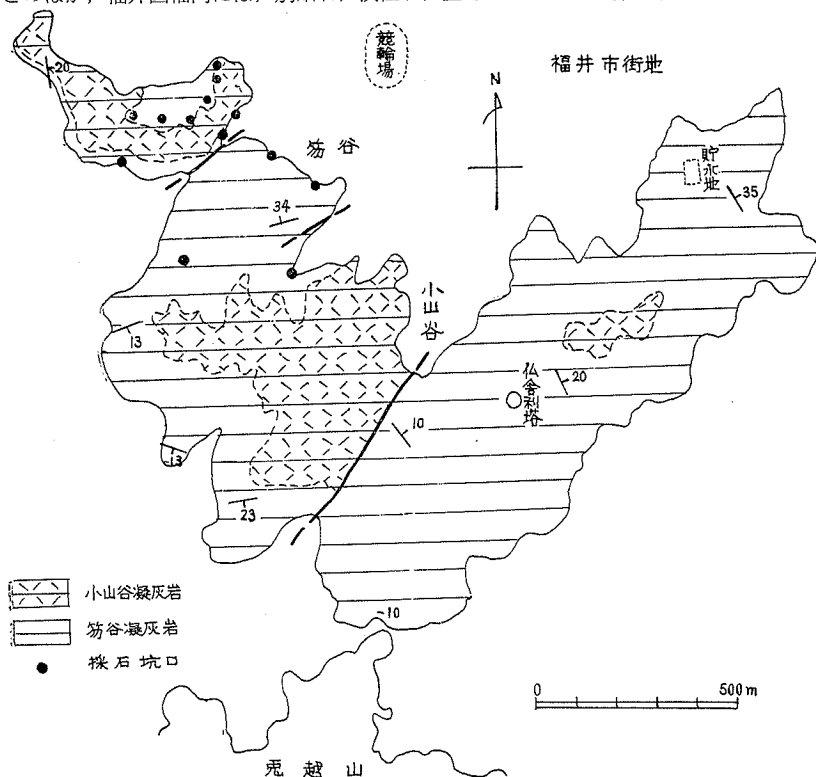 競輪場
福井市街地
N
20
笏谷
貯水地
35
34
小山谷
13
仏舎利塔
20
10
13
23
小山谷凝灰岩
笏谷凝灰岩
採石坑口
10
0 500m
兎越山